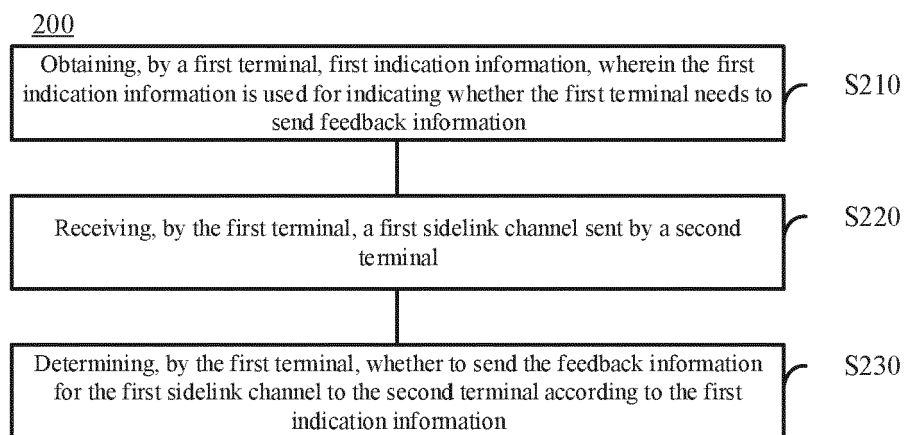 200
Obtaining, by a first terminal, first indication information, wherein the first
indication information is used for indicating whether the first terminal needs to
send feedback information
S210
Receiving, by the first terminal, a first sidelink channel sent by a second
terminal
S220
Determining, by the first terminal, whether to send the feedback information
for the first sidelink channel to the second terminal according to the first
indication information
S230